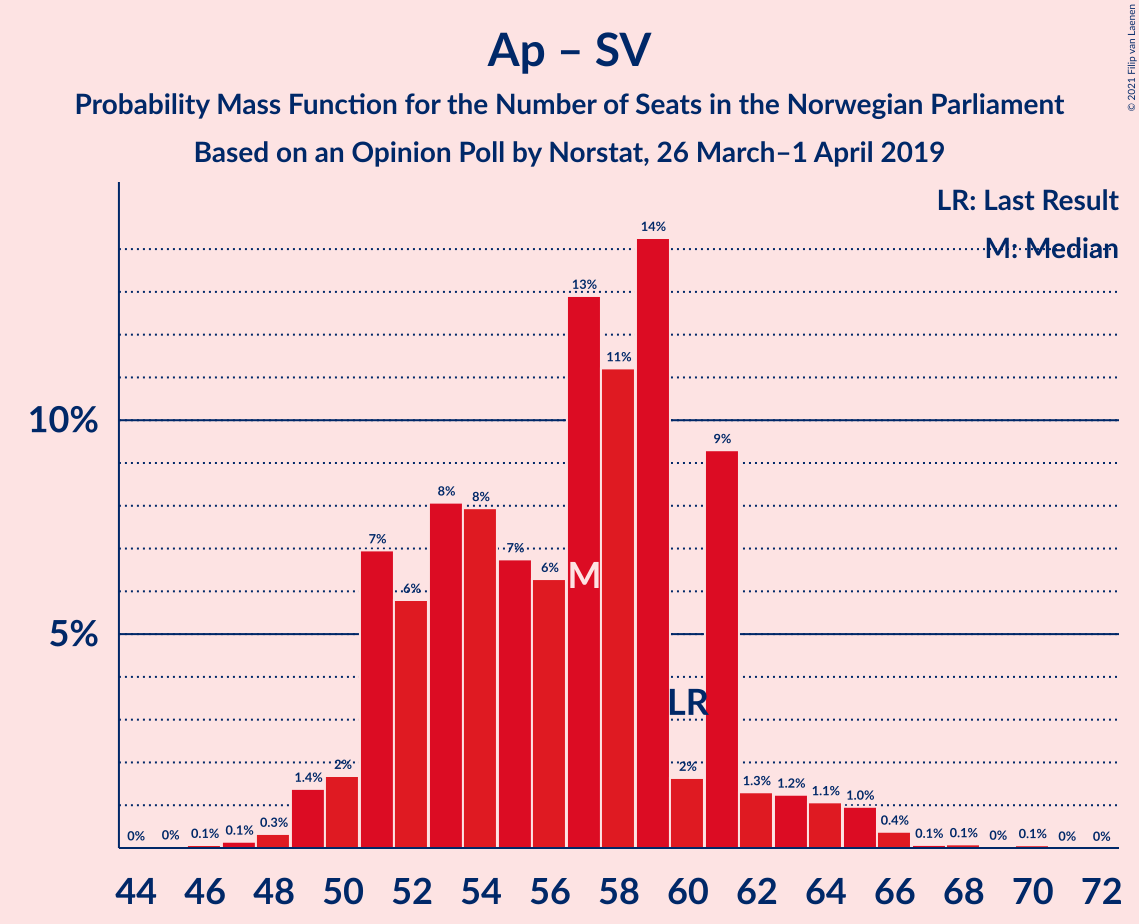 © 2021 Filip van Laenen
Ap – SV
Probability Mass Function for the Number of Seats in the Norwegian Parliament
Based on an Opinion Poll by Norstat, 26 March–1 April 2019
LR: Last Result
M: Median
10%
5%
0% 0% 0.1% 0.1% 0.3% 1.4% 2% 7% 6% 8% 8% 7% 6% 13% 11% 14% 2% 9% 1.3% 1.2% 1.1% 1.0% 0.4% 0.1% 0.1% 0% 0.1% 0% 0%
M
LR
44 46 48 50 52 54 56 58 60 62 64 66 68 70 72